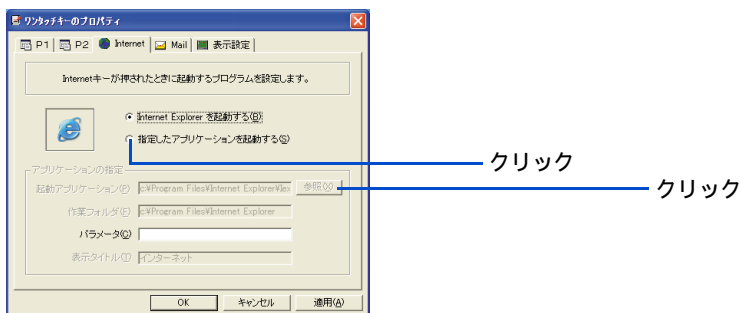 ワンタッチキーのプロパティ
P1 P2 Internet Mail 表示設定
Internetキーが押されたときに起動するプログラムを設定します。
Internet Explorer を起動する(B)
指定したアプリケーションを起動する(S)
クリック
アプリケーションの指定
起動アプリケーション(P) c:¥Program Files¥Internet Explorer¥Iex 参照(X)
クリック
作業フォルダ(F) c:¥Program Files¥Internet Explorer
パラメータ(C)
表示タイトル(T) インターネット
OK キャンセル 適用(A)